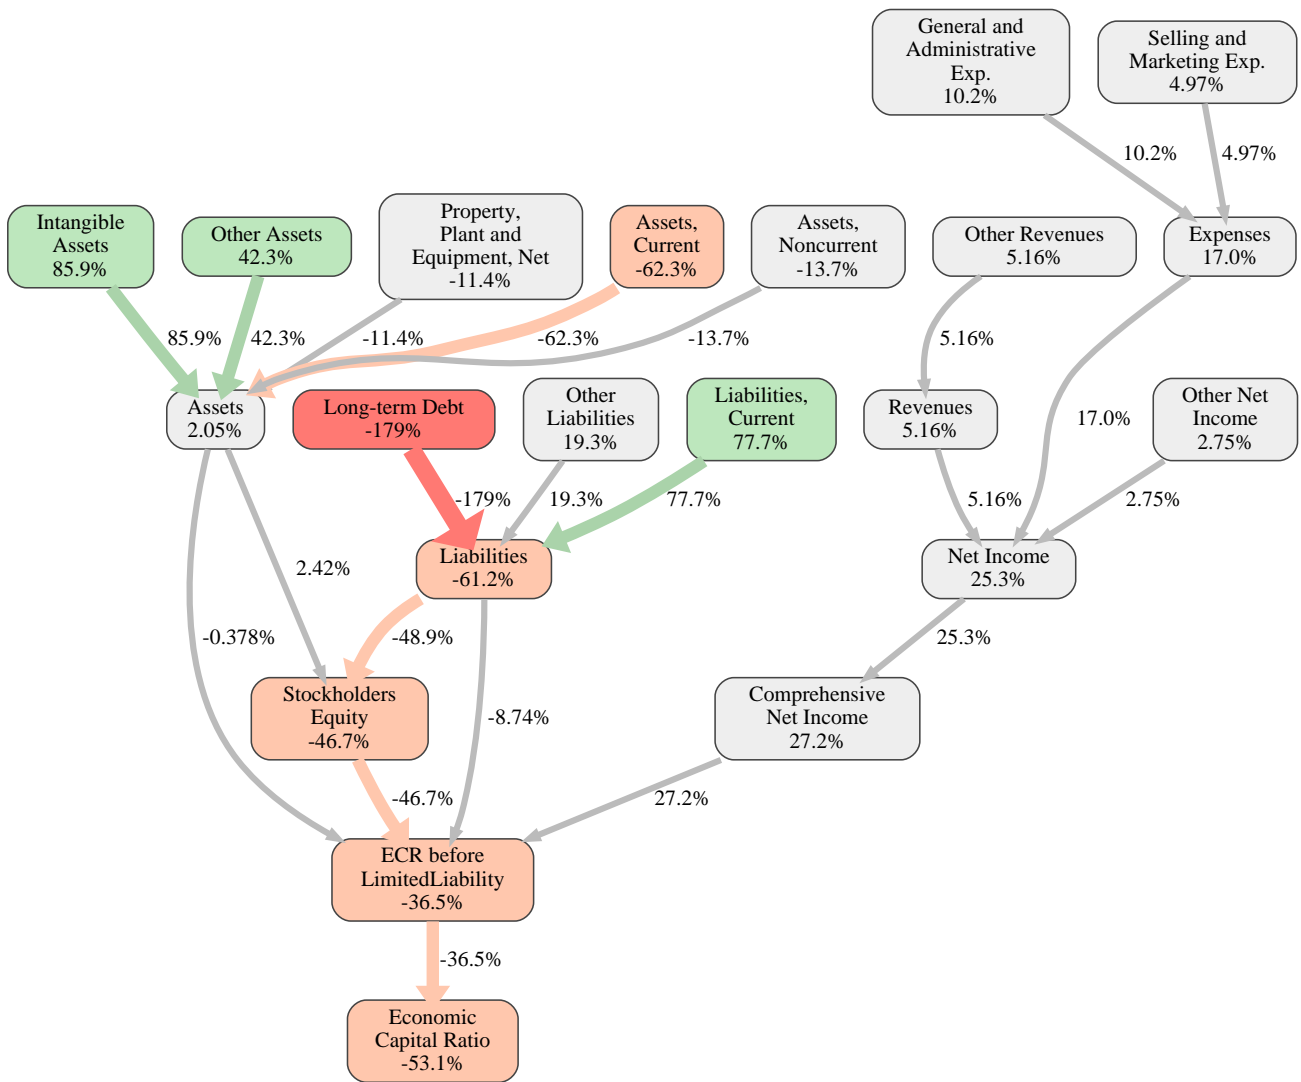 General and
Administrative
Exp.
10.2%
Selling and
Marketing Exp.
4.97%
10.2%
4.97%
Intangible
Assets
85.9%
Other Assets
42.3%
Property,
Plant and
Equipment, Net
-11.4%
Assets,
Current
-62.3%
Assets,
Noncurrent
-13.7%
Other Revenues
5.16%
Expenses
17.0%
85.9%
42.3%
-11.4%
-62.3%
-13.7%
5.16%
Assets
2.05%
Long-term Debt
-179%
Other
Liabilities
19.3%
Liabilities,
Current
77.7%
Revenues
5.16%
17.0%
Other Net
Income
2.75%
-179%
19.3%
77.7%
5.16%
2.75%
2.42%
Liabilities
-61.2%
Net Income
25.3%
-0.378%
-48.9%
25.3%
Stockholders
Equity
-46.7%
-8.74%
Comprehensive
Net Income
27.2%
-46.7%
27.2%
ECR before
LimitedLiability
-36.5%
-36.5%
Economic
Capital Ratio
-53.1%